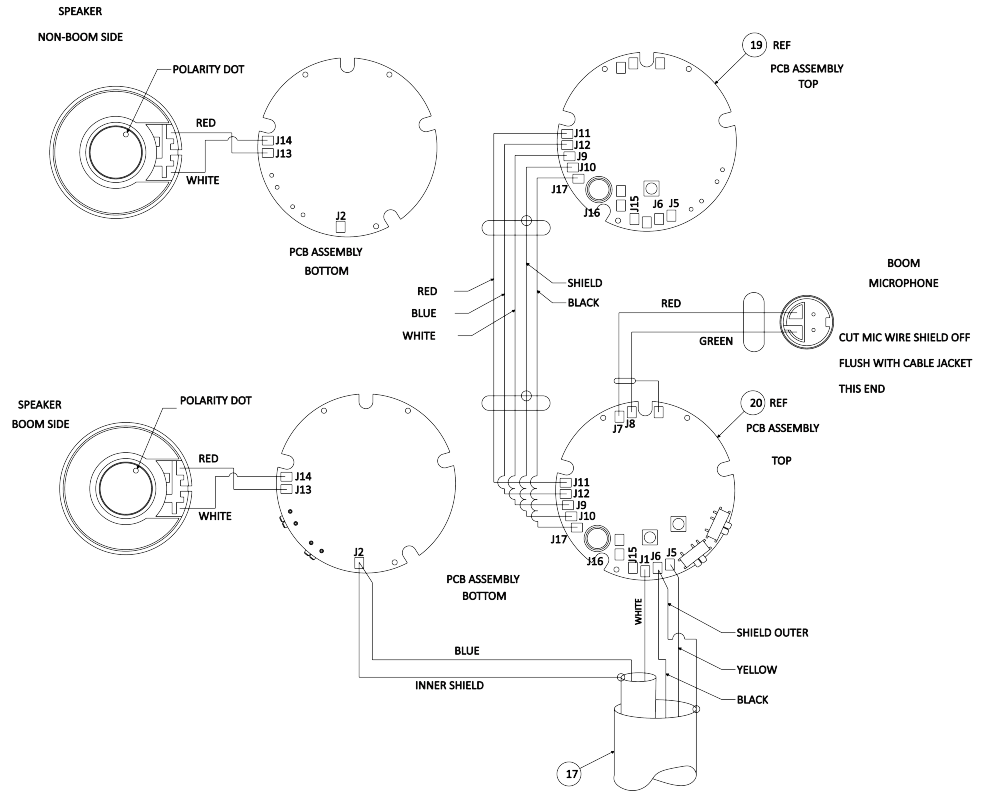 SPEAKER
NON-BOOM SIDE
POLARITY DOT
RED
WHITE
J14
J13
J2
PCB ASSEMBLY
BOTTOM
19 REF
PCB ASSEMBLY
TOP
J11
J12
J9
J10
J17
J16
J15
J6
J5
RED
BLUE
WHITE
SHIELD
BLACK
BOOM
MICROPHONE
RED
GREEN
CUT MIC WIRE SHIELD OFF
FLUSH WITH CABLE JACKET
THIS END
SPEAKER
BOOM SIDE
POLARITY DOT
RED
WHITE
J14
J13
J2
PCB ASSEMBLY
BOTTOM
20 REF
PCB ASSEMBLY
TOP
J7
J8
J11
J12
J9
J10
J17
J16
J15
J1
J6
J5
WHITE
SHIELD OUTER
YELLOW
BLACK
BLUE
INNER SHIELD
17